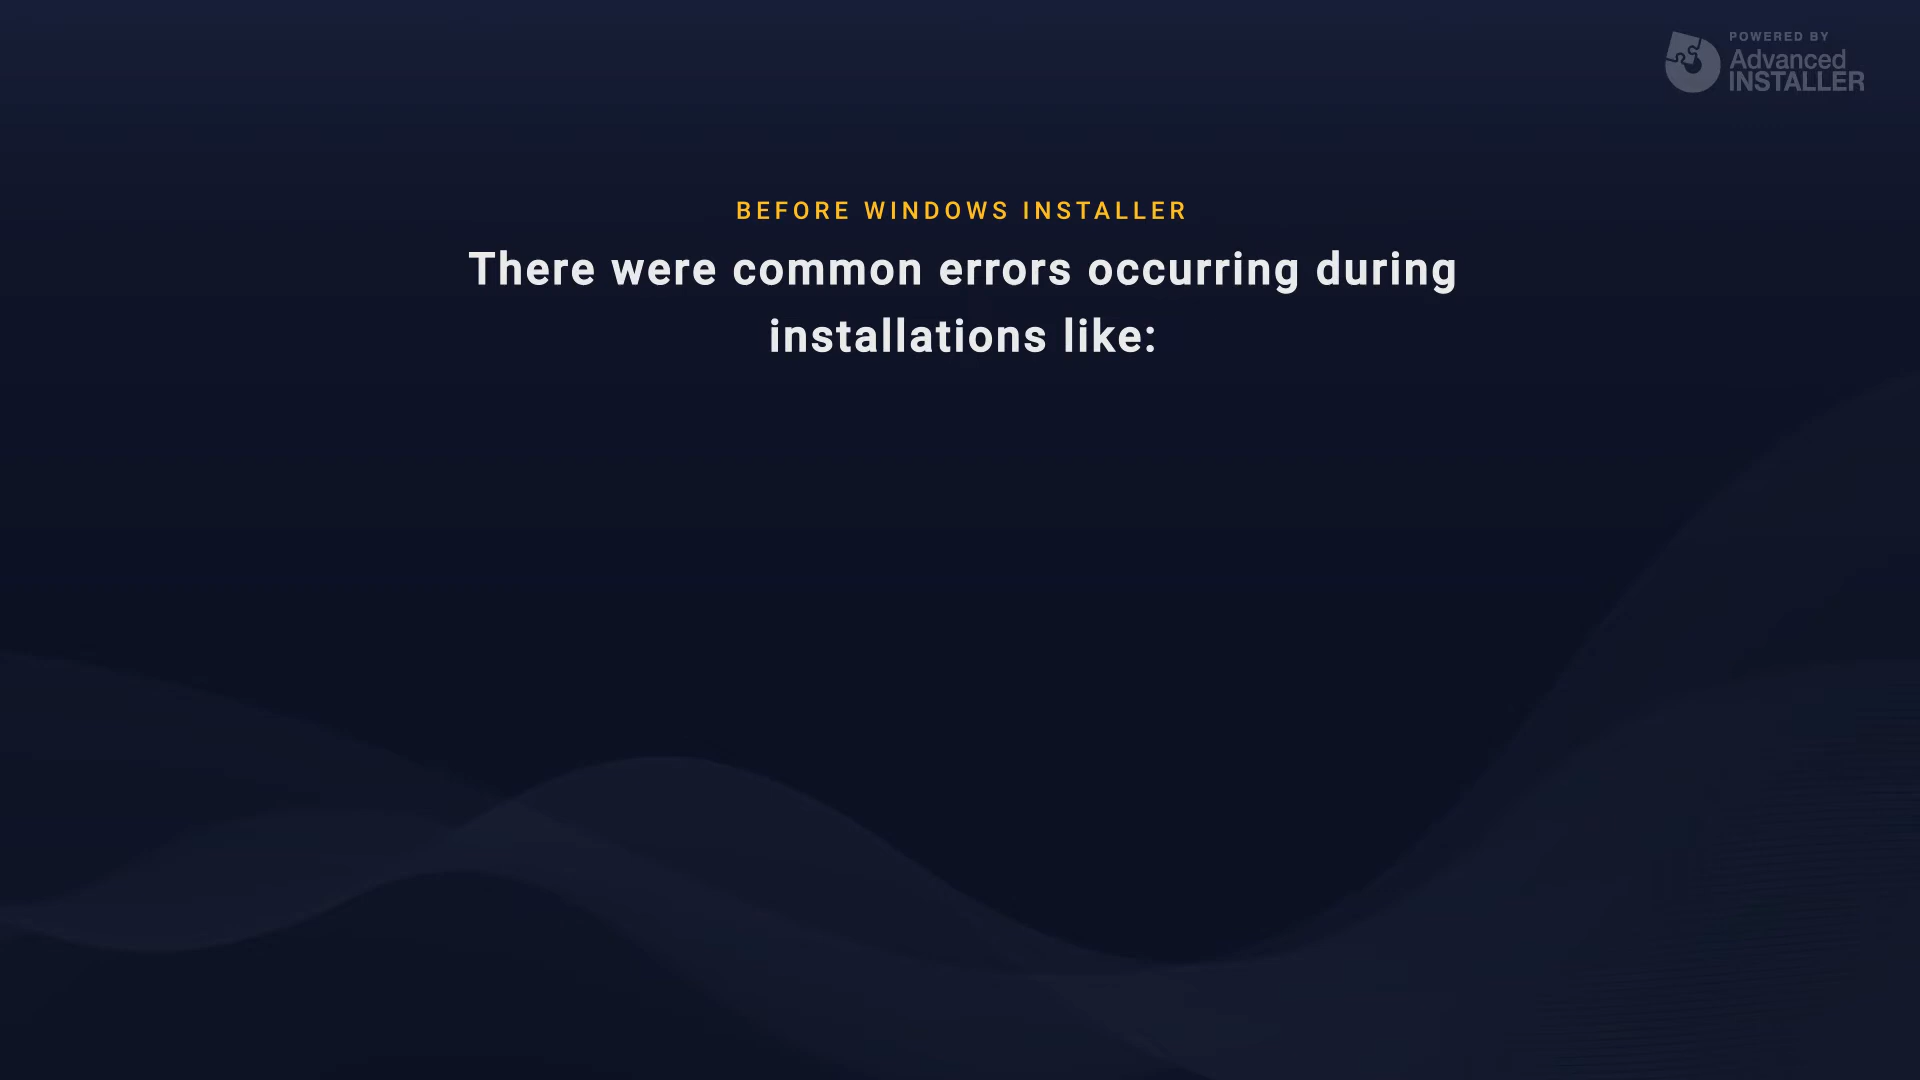 POWERED BY
Advanced
INSTALLER
BEFORE WINDOWS INSTALLER
There were common errors occurring during
installations like: